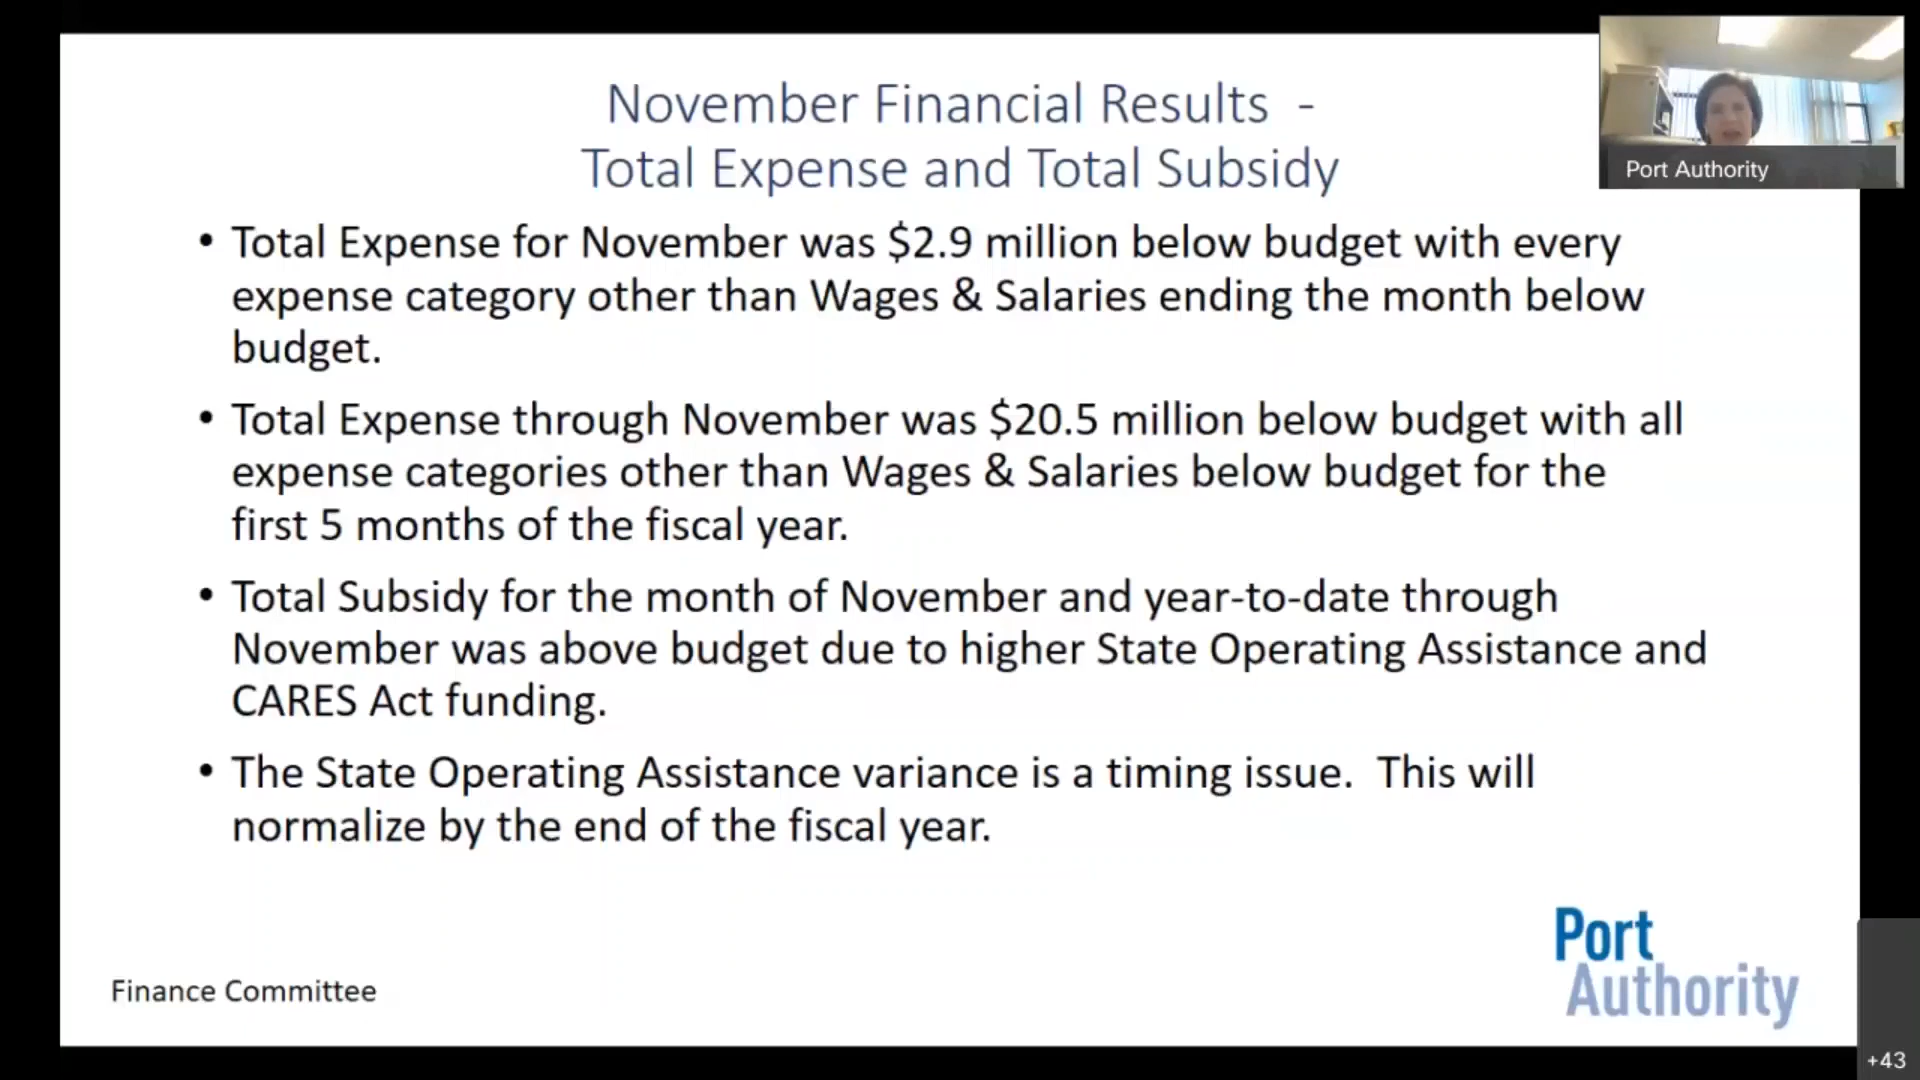 November Financial Results -
Total Expense and Total Subsidy
Port Authority
• Total Expense for November was $2.9 million below budget with every
expense category other than Wages & Salaries ending the month below
budget.
• Total Expense through November was $20.5 million below budget with all
expense categories other than Wages & Salaries below budget for the
first 5 months of the fiscal year.
• Total Subsidy for the month of November and year-to-date through
November was above budget due to higher State Operating Assistance and
CARES Act funding.
• The State Operating Assistance variance is a timing issue.  This will
normalize by the end of the fiscal year.
Finance Committee
Port
Authority
+43